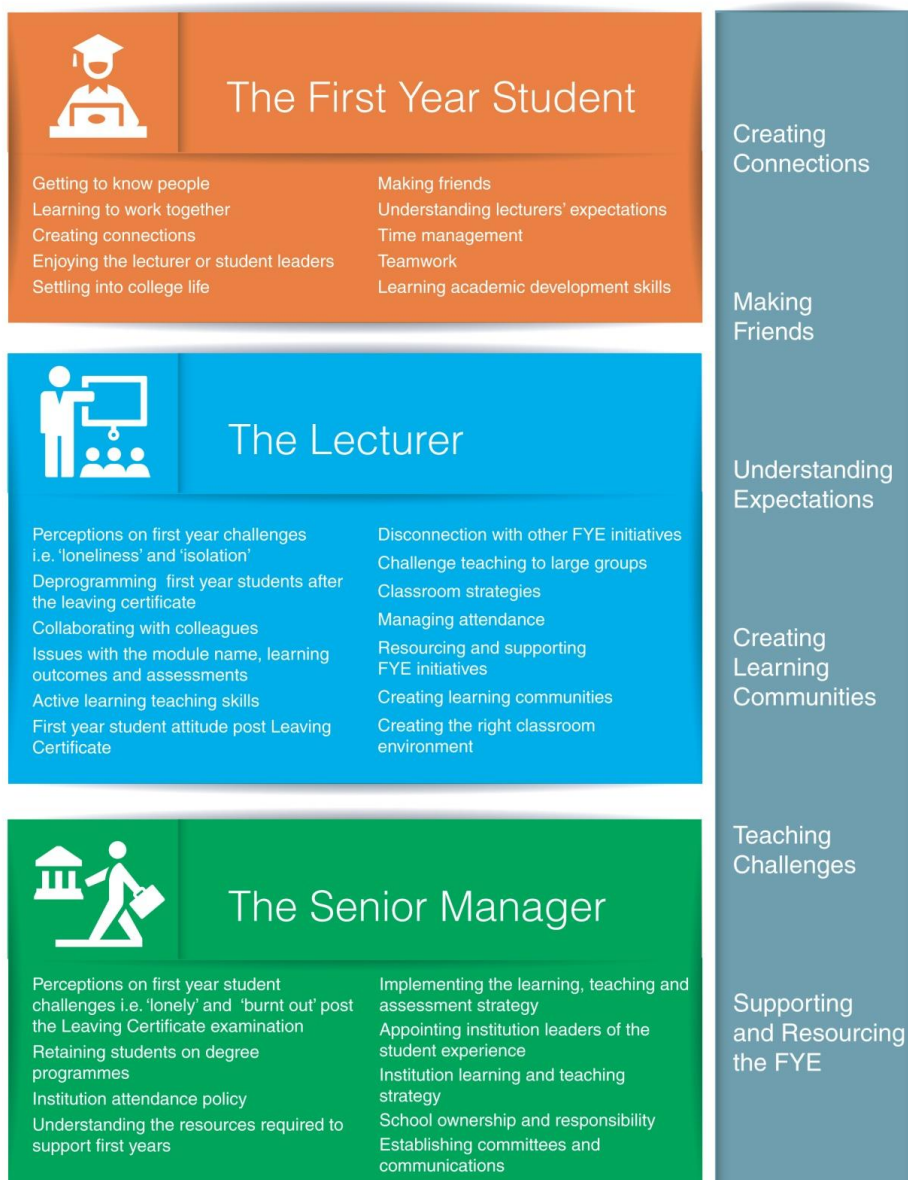 The First Year Student
Getting to know people
Learning to work together
Creating connections
Enjoying the lecturer or student leaders
Settling into college life
Making friends
Understanding lecturers' expectations
Time management
Teamwork
Learning academic development skills
The Lecturer
Perceptions on first year challenges
i.e. 'loneliness' and 'isolation'
Deprogramming first year students after
the leaving certificate
Collaborating with colleagues
Issues with the module name, learning
outcomes and assessments
Active learning teaching skills
First year student attitude post Leaving
Certificate
Disconnection with other FYE initiatives
Challenge teaching to large groups
Classroom strategies
Managing attendance
Resourcing and supporting
FYE initiatives
Creating learning communities
Creating the right classroom
environment
The Senior Manager
Perceptions on first year student
challenges i.e. 'lonely' and 'burnt out' post
the Leaving Certificate examination
Retaining students on degree
programmes
Institution attendance policy
Understanding the resources required to
support first years
Implementing the learning, teaching and
assessment strategy
Appointing institution leaders of the
student experience
Institution learning and teaching
strategy
School ownership and responsibility
Establishing committees and
communications
Creating
Connections
Making
Friends
Understanding
Expectations
Creating
Learning
Communities
Teaching
Challenges
Supporting
and Resourcing
the FYE